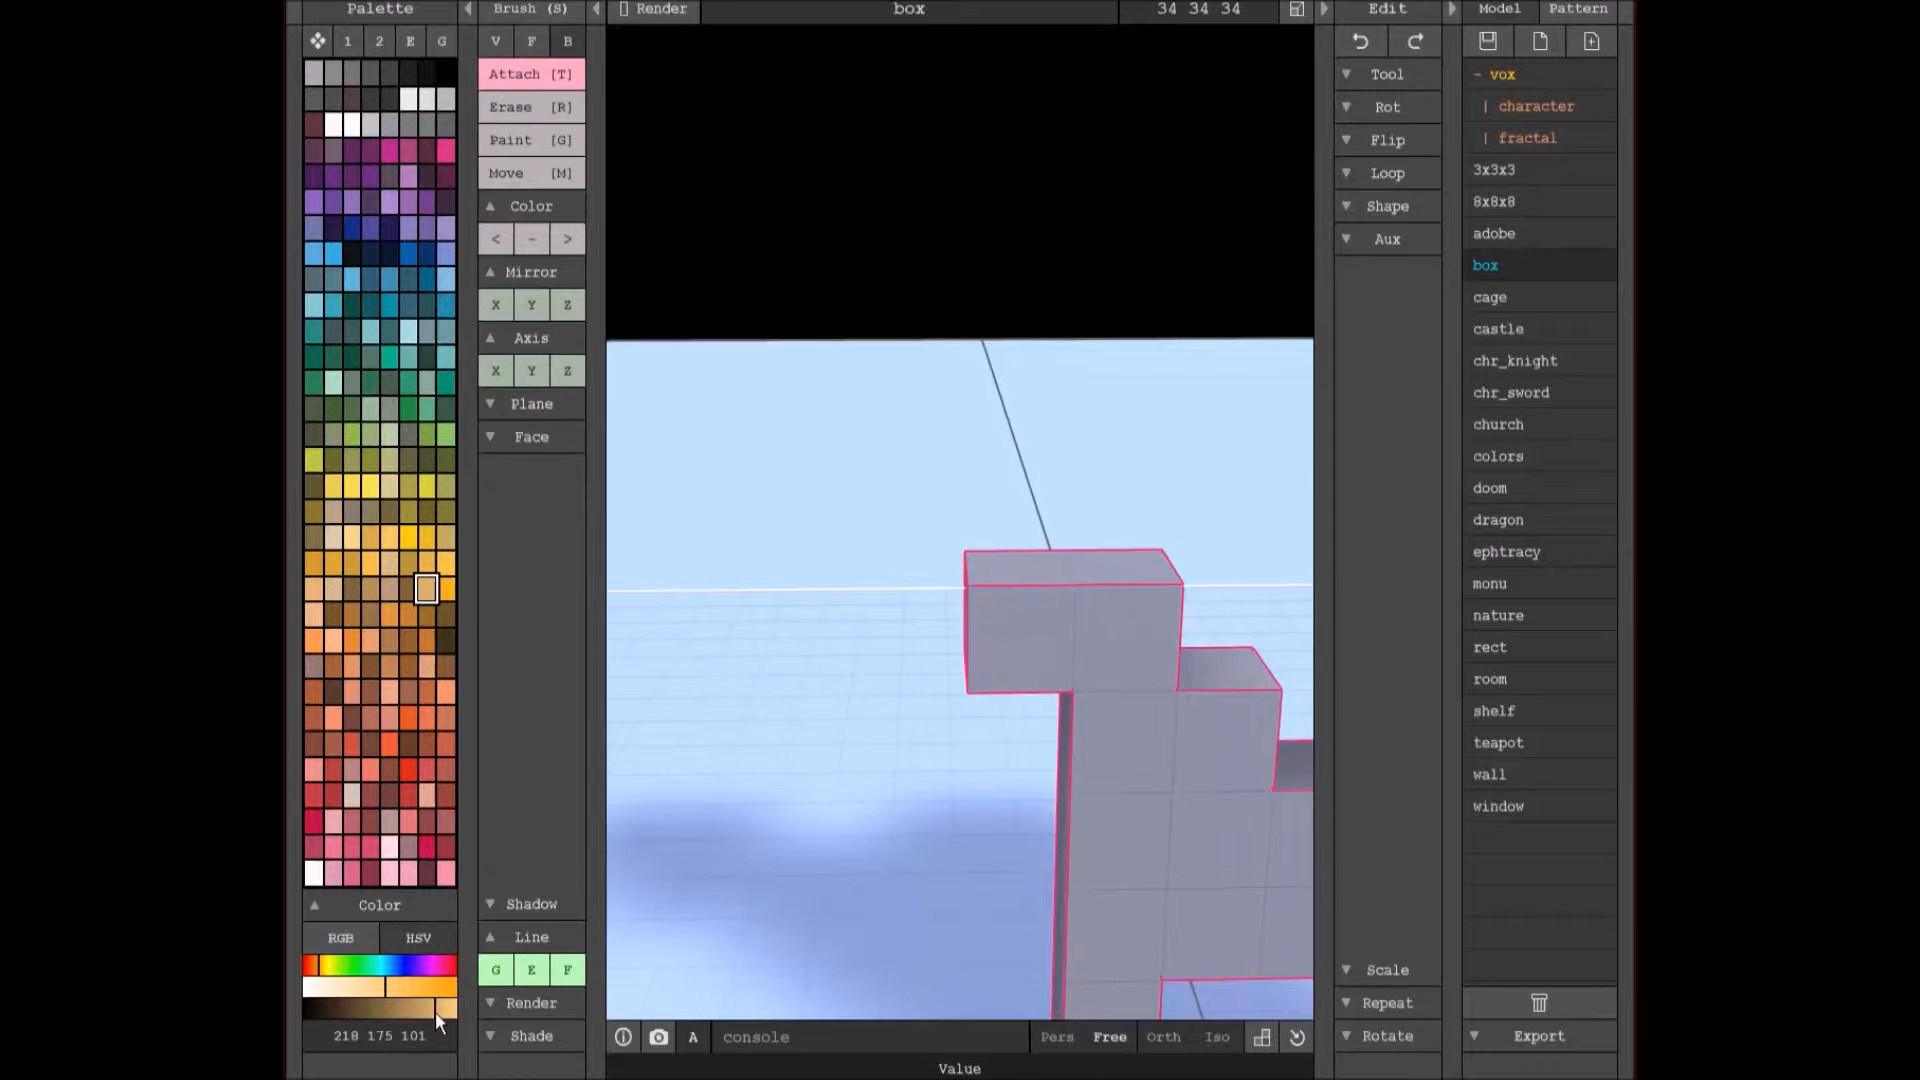 Palette
1 2 E G
Color
RGB HSV
218 175 101
Brush (S)
V F B
Attach [T]
Erase [R]
Paint [G]
Move [M]
Color
< - >
Mirror
X Y Z
Axis
X Y Z
Plane
Face
Shadow
Line
G E F
Render
Shade
Render
box
34 34 34
A
console
Pers Free Orth Iso
Value
Edit
Tool
Rot
Flip
Loop
Shape
Aux
Scale
Repeat
Rotate
Model Pattern
- vox
| character
| fractal
3x3x3
8x8x8
adobe
box
cage
castle
chr_knight
chr_sword
church
colors
doom
dragon
ephtracy
monu
nature
rect
room
shelf
teapot
wall
window
Export